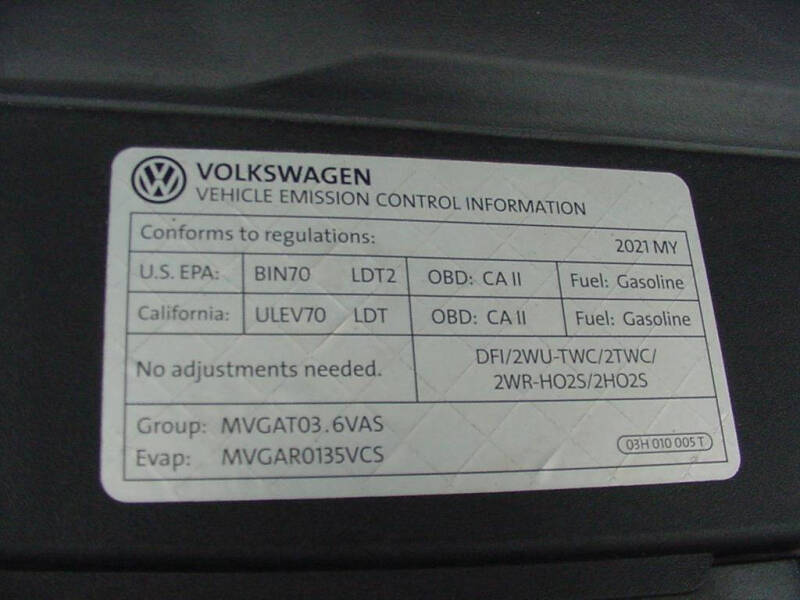 VOLKSWAGEN
VEHICLE EMISSION CONTROL INFORMATION
Conforms to regulations: 2021 MY
U.S. EPA: BIN70 LDT2 OBD: CA II Fuel: Gasoline
California: ULEV70 LDT OBD: CA II Fuel: Gasoline
No adjustments needed.
DFI/2WU-TWC/2TWC/
2WR-HO2S/2HO2S
Group: MVGAT03.6VAS
Evap: MVGAR0135VCS
03H 010 005 T